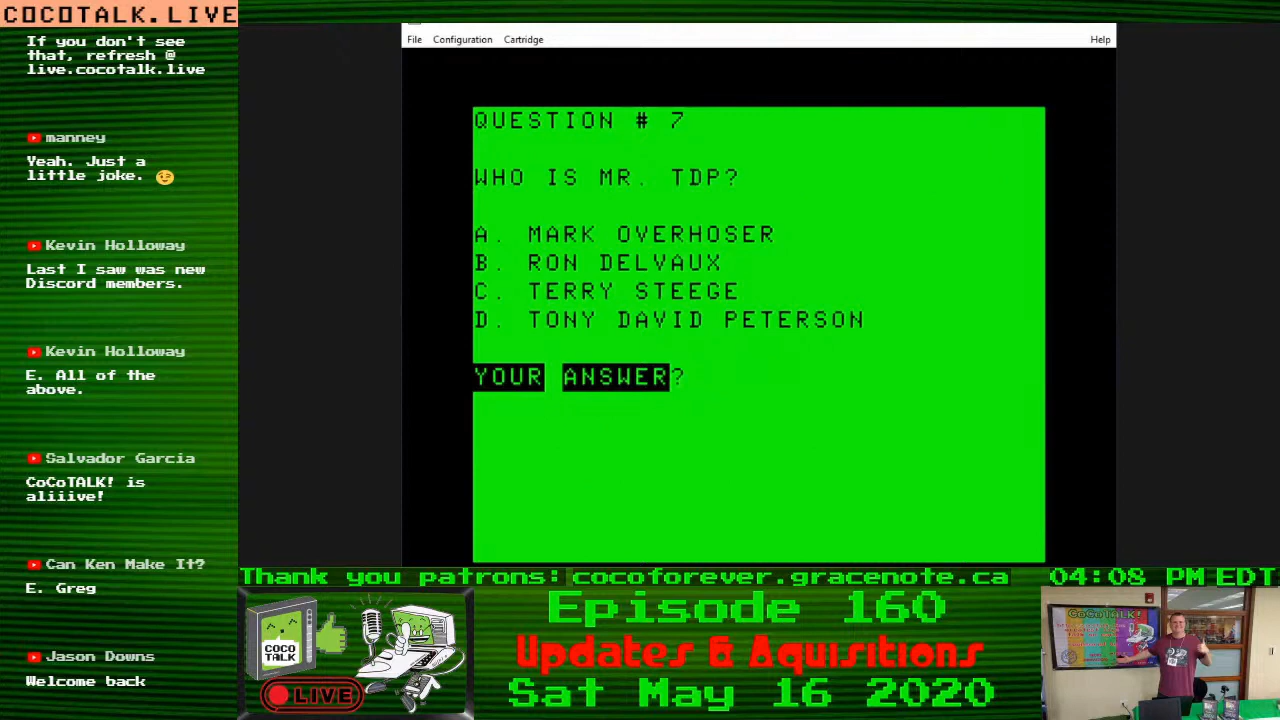 COCOTALK.LIVE
If you don't see
that, refresh @
live.cocotalk.live
manney
Yeah. Just a
little joke. 😉
Kevin Holloway
Last I saw was new
Discord members.
Kevin Holloway
E. All of the
above.
Salvador Garcia
CoCoTALK! is
aliiive!
Can Ken Make It?
E. Greg
Jason Downs
Welcome back
File Configuration Cartridge Help
QUESTION # 7
WHO IS MR. TDP?
A. MARK OVERHOSER
B. RON DELVAUX
C. TERRY STEEGE
D. TONY DAVID PETERSON
YOUR ANSWER?
Thank you patrons: cocoforever.gracenote.ca 04:08 PM EDT
COCO
TALK
LIVE
Episode 160
Updates & Aquisitions
Sat May 16 2020
CoCoTALK!